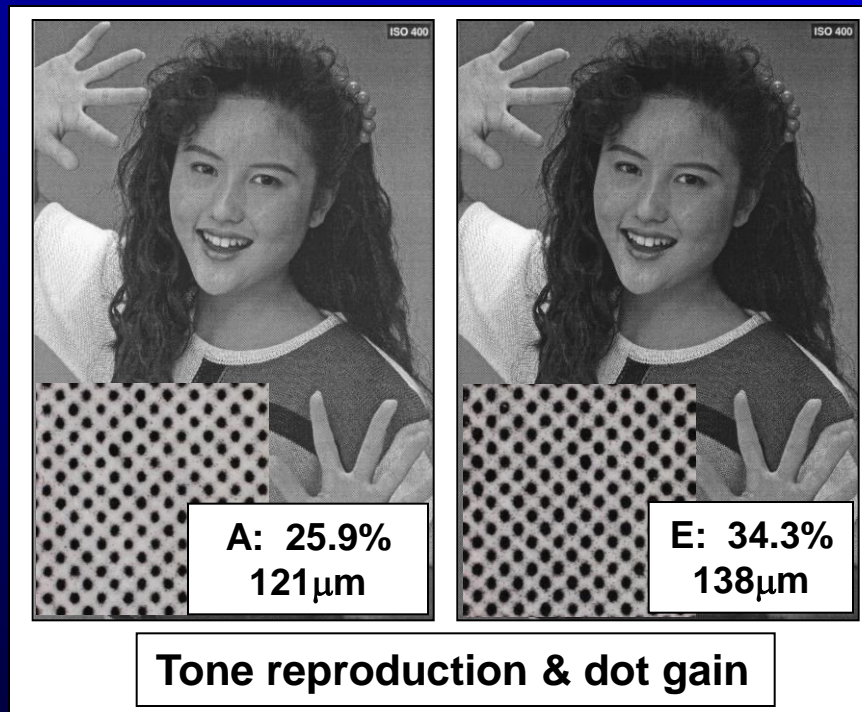 ISO 400
ISO 400
A: 25.9%
121μm
E: 34.3%
138μm
Tone reproduction & dot gain